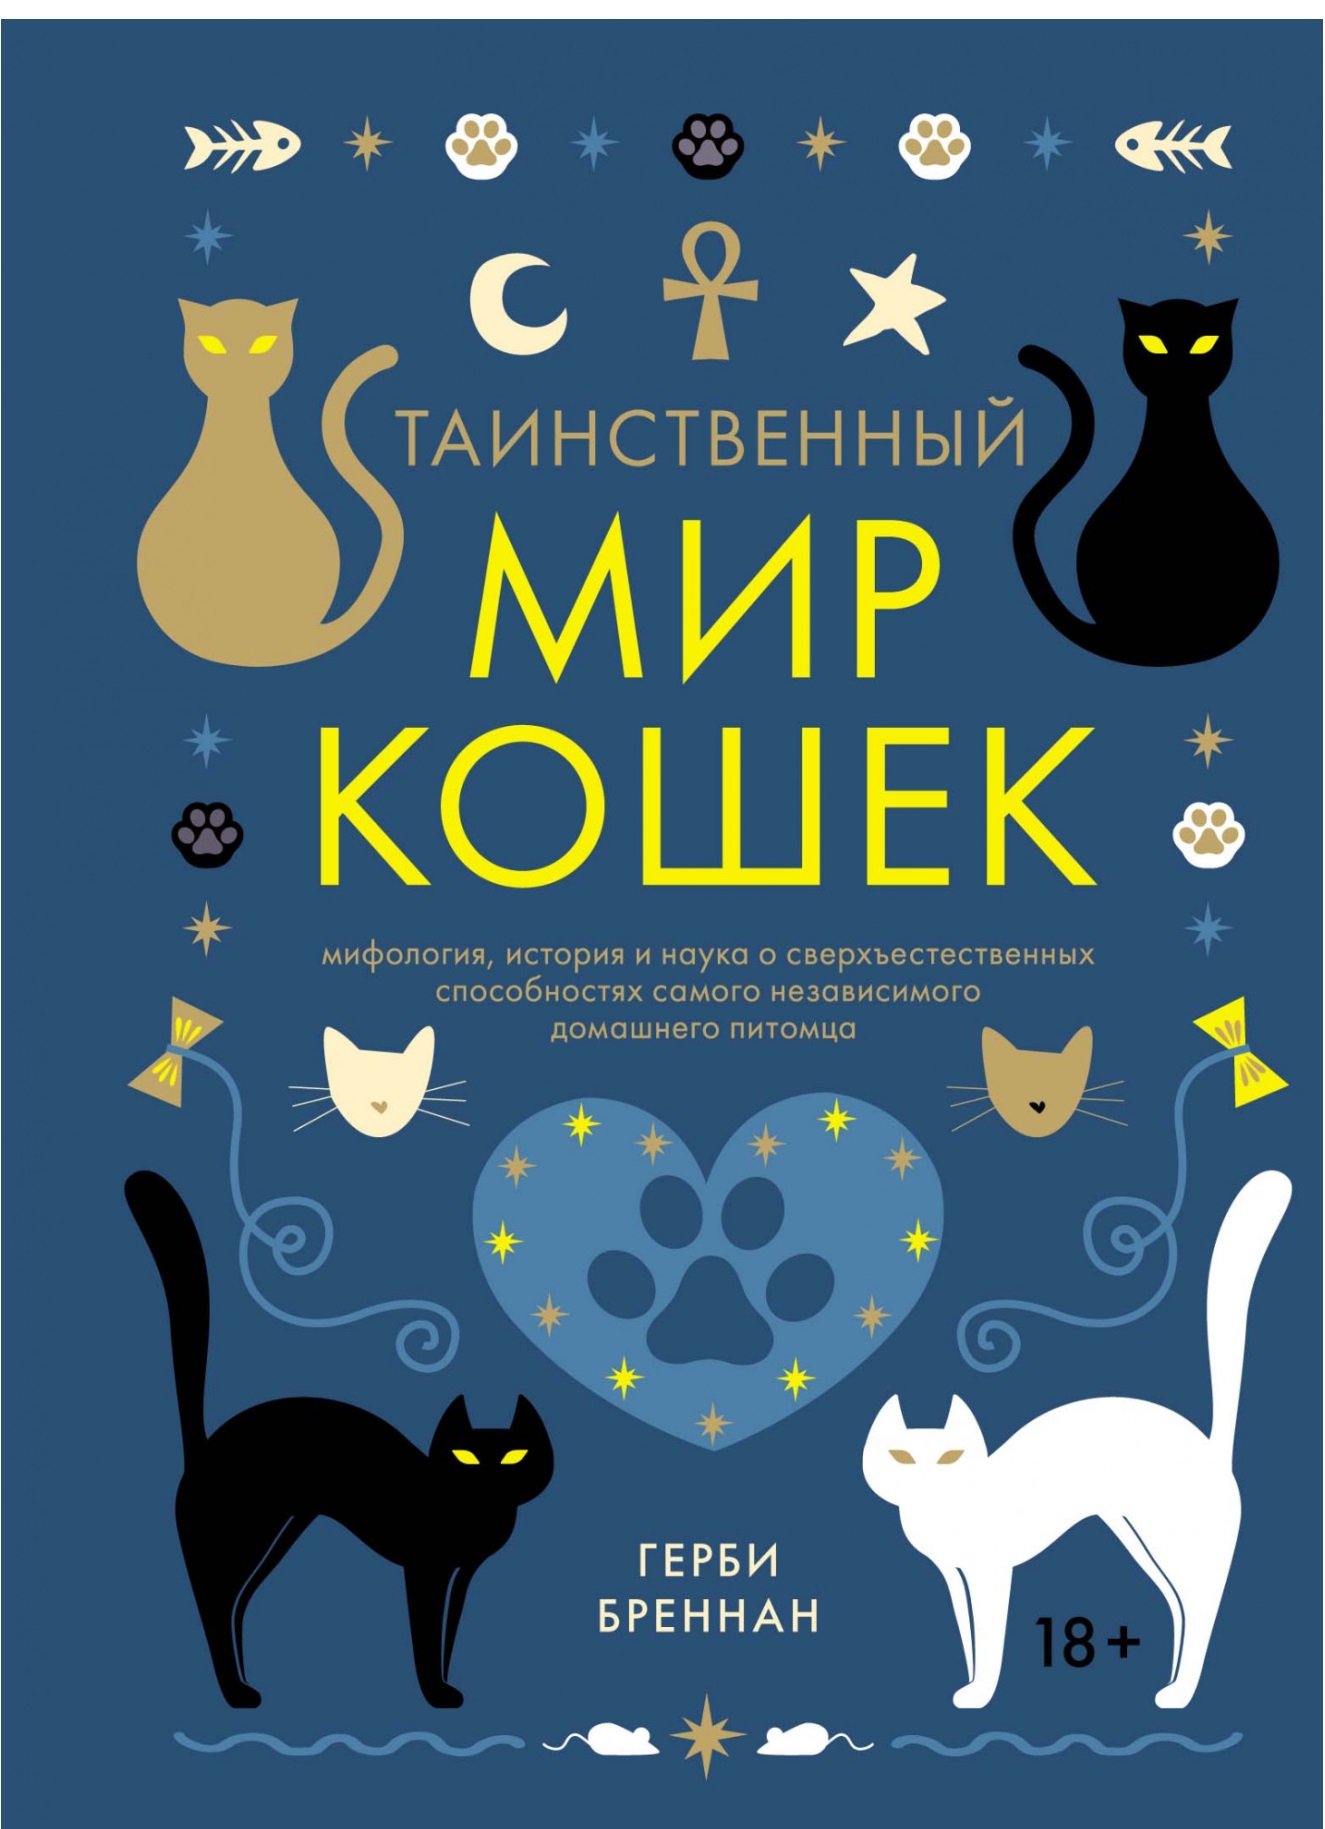 ТАИНСТВЕННЫЙ
МИР
КОШЕК
мифология, история и наука о сверхъестественных
способностях самого независимого
домашнего питомца
ГЕРБИ
БРЕННАН
18+